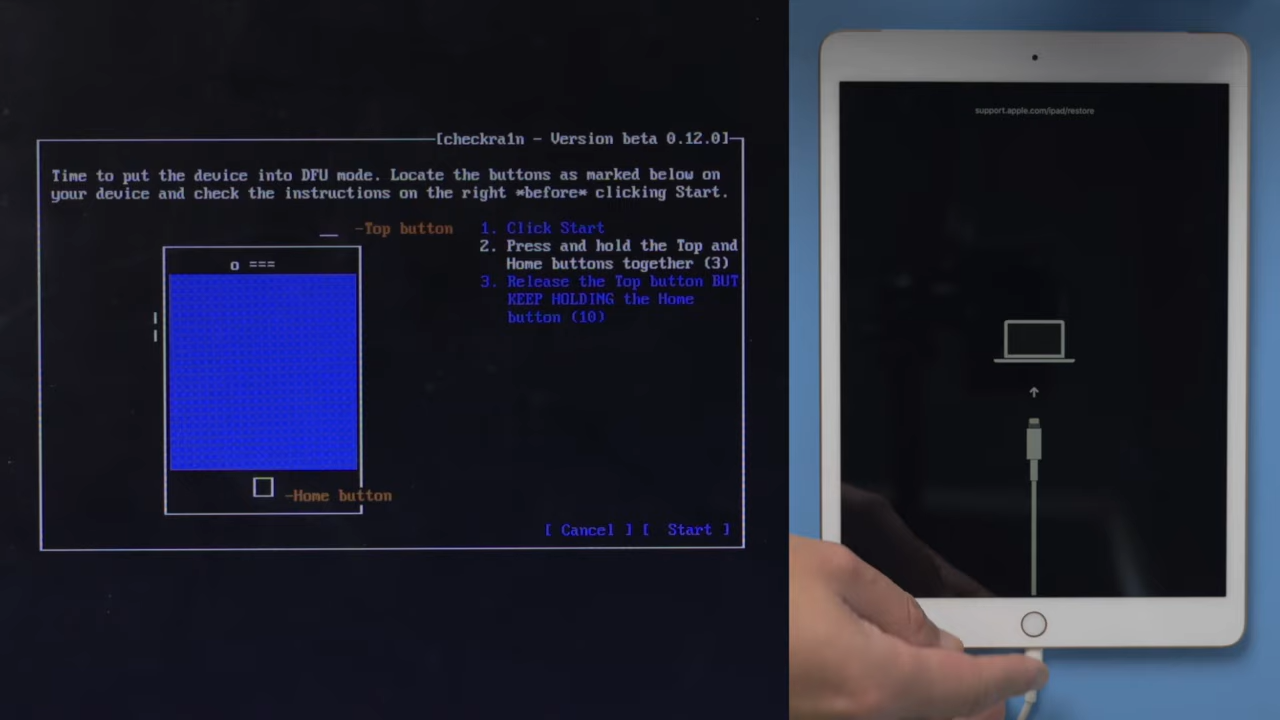 [checkra1n - Version beta 0.12.0]
Time to put the device into DFU mode. Locate the buttons as marked below on
your device and check the instructions on the right *before* clicking Start.
-Top button
o ===
1. Click Start
2. Press and hold the Top and
Home buttons together (3)
3. Release the Top button BUT
KEEP HOLDING the Home
button (10)
-Home button
[ Cancel ] [ Start ]
support.apple.com/ipad/restore